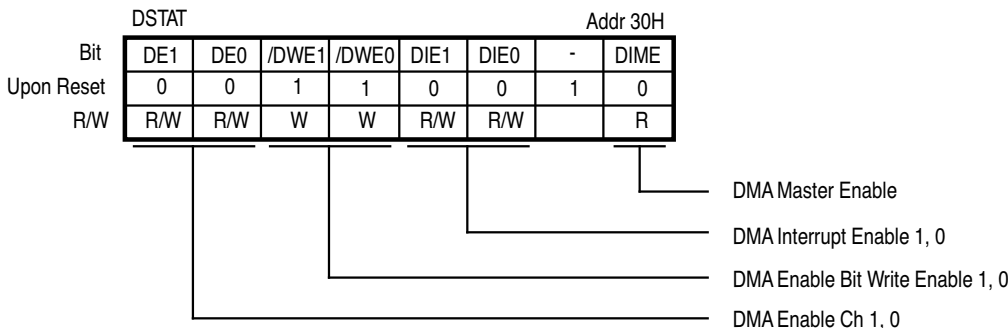 DSTAT Addr 30H
Bit DE1 DE0 /DWE1 /DWE0 DIE1 DIE0 - DIME
Upon Reset 0 0 1 1 0 0 1 0
R/W R/W R/W W W R/W R/W R
DMA Master Enable
DMA Interrupt Enable 1, 0
DMA Enable Bit Write Enable 1, 0
DMA Enable Ch 1, 0